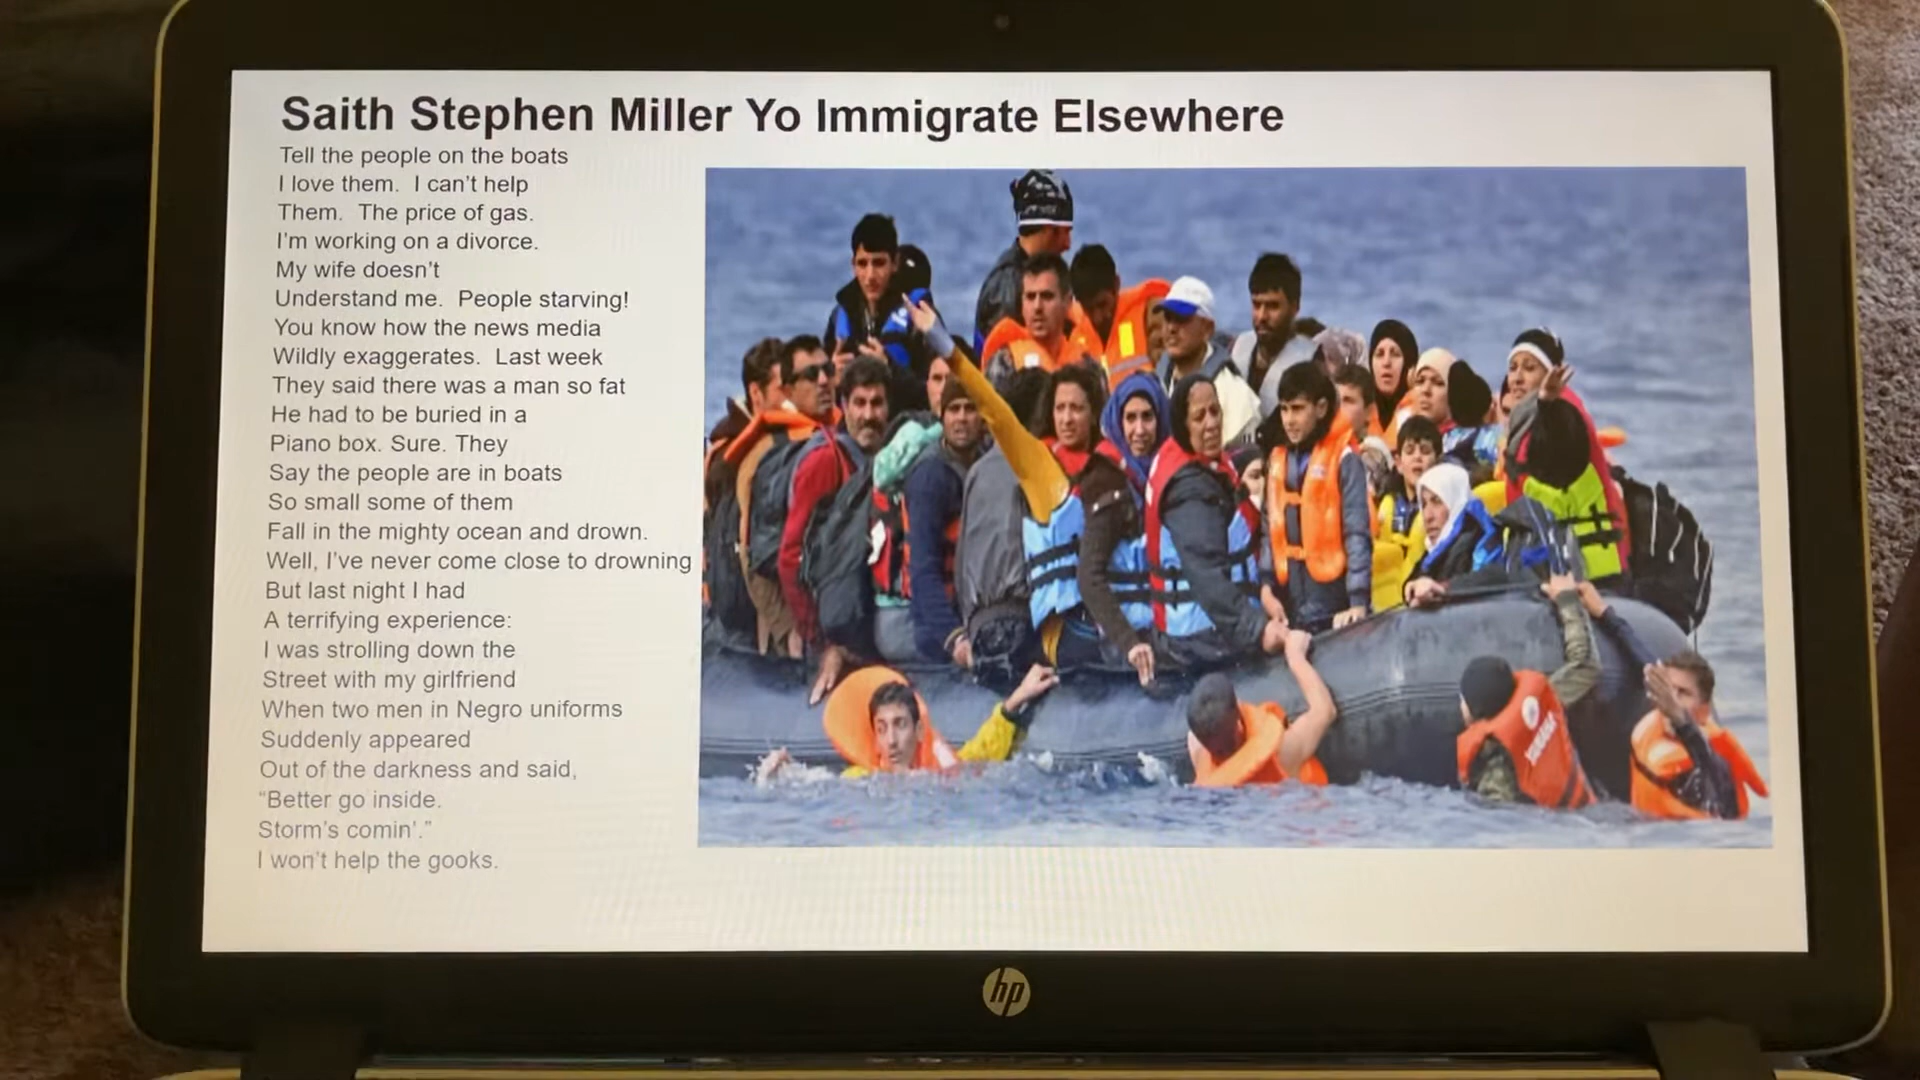 Saith Stephen Miller Yo Immigrate Elsewhere
Tell the people on the boats
I love them.  I can't help
Them.  The price of gas.
I'm working on a divorce.
My wife doesn't
Understand me.  People starving!
You know how the news media
Wildly exaggerates.  Last week
They said there was a man so fat
He had to be buried in a
Piano box. Sure. They
Say the people are in boats
So small some of them
Fall in the mighty ocean and drown.
Well, I've never come close to drowning
But last night I had
A terrifying experience:
I was strolling down the
Street with my girlfriend
When two men in Negro uniforms
Suddenly appeared
Out of the darkness and said,
“Better go inside.
Storm's comin'.”
I won't help the gooks.
hp